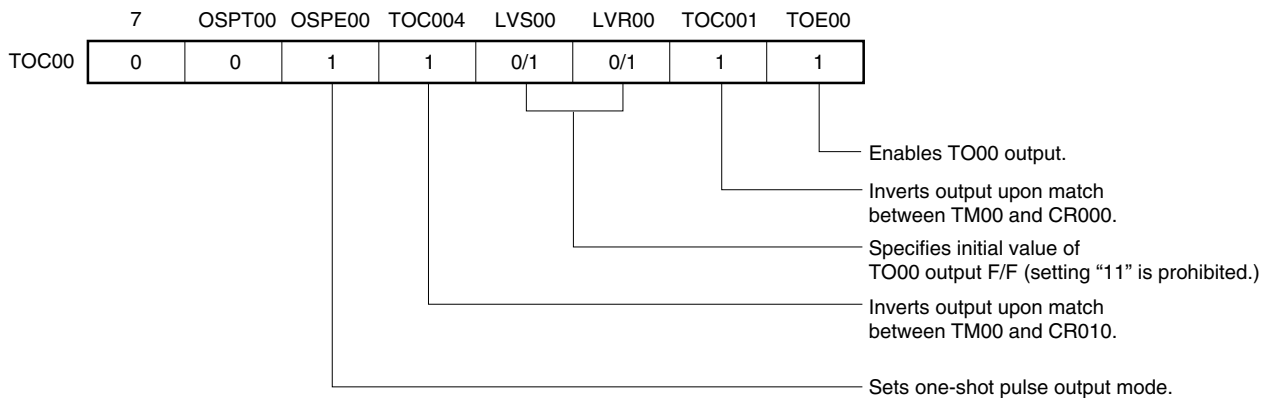 7 OSPT00 OSPE00 TOC004 LVS00 LVR00 TOC001 TOE00
TOC00 0 0 1 1 0/1 0/1 1 1
Enables TO00 output.
Inverts output upon match
between TM00 and CR000.
Specifies initial value of
TO00 output F/F (setting “11” is prohibited.)
Inverts output upon match
between TM00 and CR010.
Sets one-shot pulse output mode.